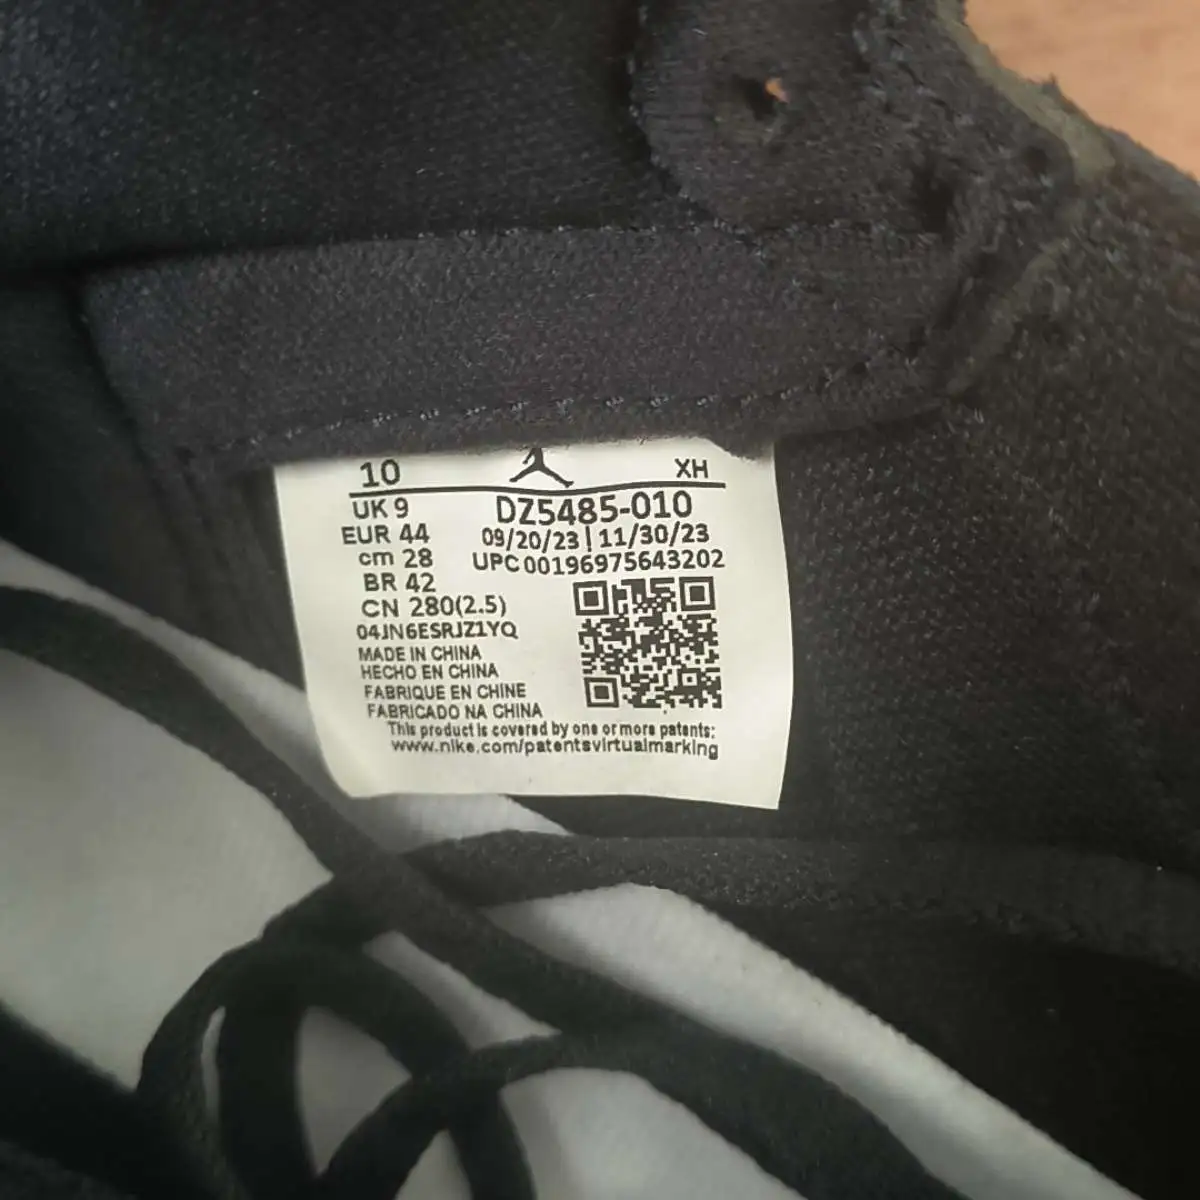 10 XH
UK 9 DZ5485-010
EUR 44 09/20/23 | 11/30/23
cm 28 UPC 00196975643202
BR 42
CN 280(2.5)
04JN6ESRJZ1YQ
MADE IN CHINA
HECHO EN CHINA
FABRIQUE EN CHINE
FABRICADO NA CHINA
This product is covered by one or more patents:
www.nike.com/patentsvirtualmarking